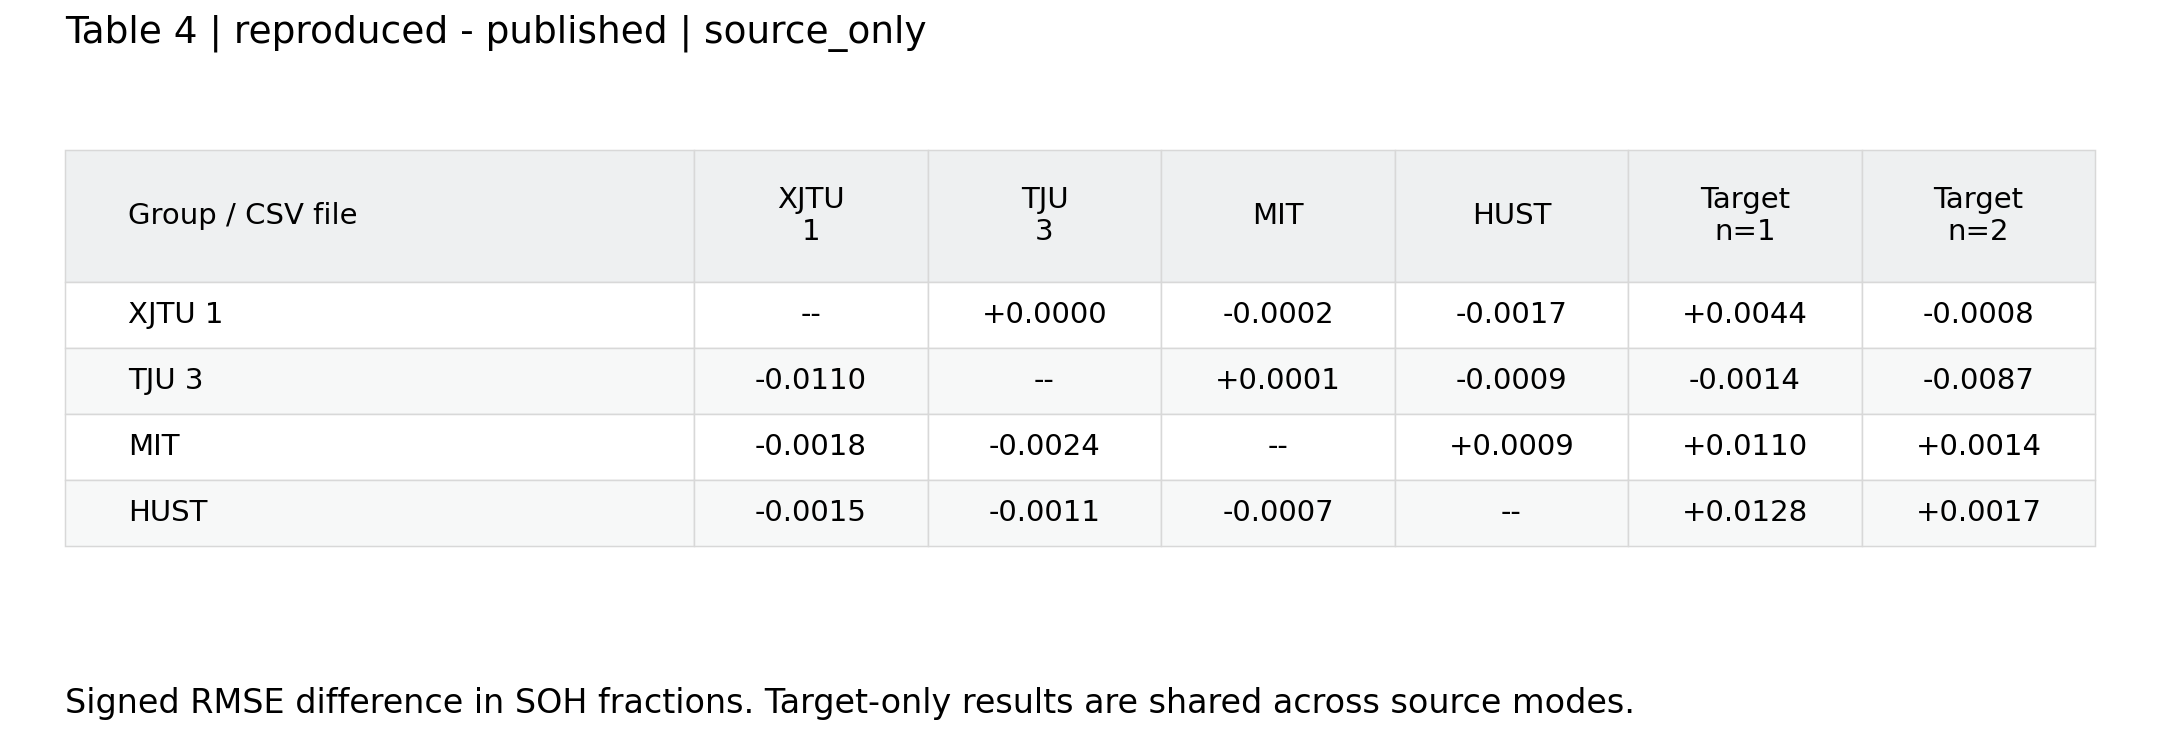 Table 4 | reproduced - published | source_only
Group / CSV file XJTU 1 TJU 3 MIT HUST Target n=1 Target n=2
XJTU 1 -- +0.0000 -0.0002 -0.0017 +0.0044 -0.0008
TJU 3 -0.0110 -- +0.0001 -0.0009 -0.0014 -0.0087
MIT -0.0018 -0.0024 -- +0.0009 +0.0110 +0.0014
HUST -0.0015 -0.0011 -0.0007 -- +0.0128 +0.0017
Signed RMSE difference in SOH fractions. Target-only results are shared across source modes.